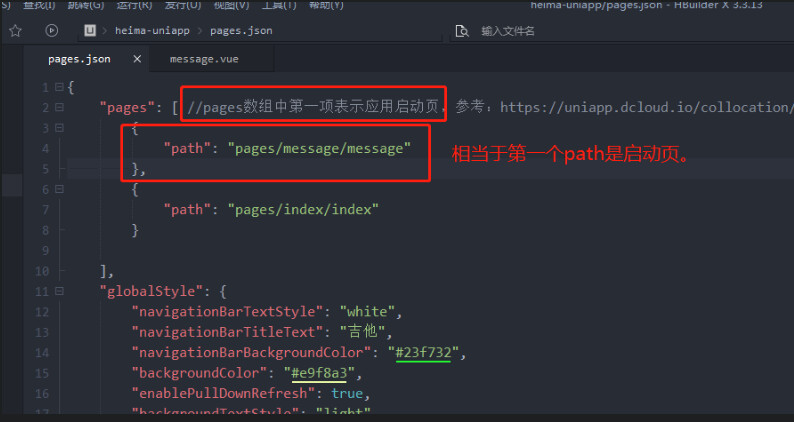 S) 查找(I) 跳转(G) 运行(R) 发行(U) 视图(V) 工具(T) 帮助(Y) heima-uniapp/pages.json - HBuilder X 3.3.13
heima-uniapp > pages.json 输入文件名
pages.json × message.vue
1 {
2 "pages": [ //pages数组中第一项表示应用启动页，参考：https://uniapp.dcloud.io/collocation/
3 {
4 "path": "pages/message/message"
相当于第一个path是启动页。
5 },
6 {
7 "path": "pages/index/index"
8 }
9
10 ],
11 "globalStyle": {
12 "navigationBarTextStyle": "white",
13 "navigationBarTitleText": "吉他",
14 "navigationBarBackgroundColor": "#23f732",
15 "backgroundColor": "#e9f8a3",
16 "enablePullDownRefresh": true,
17 "backgroundTextStyle": "light"